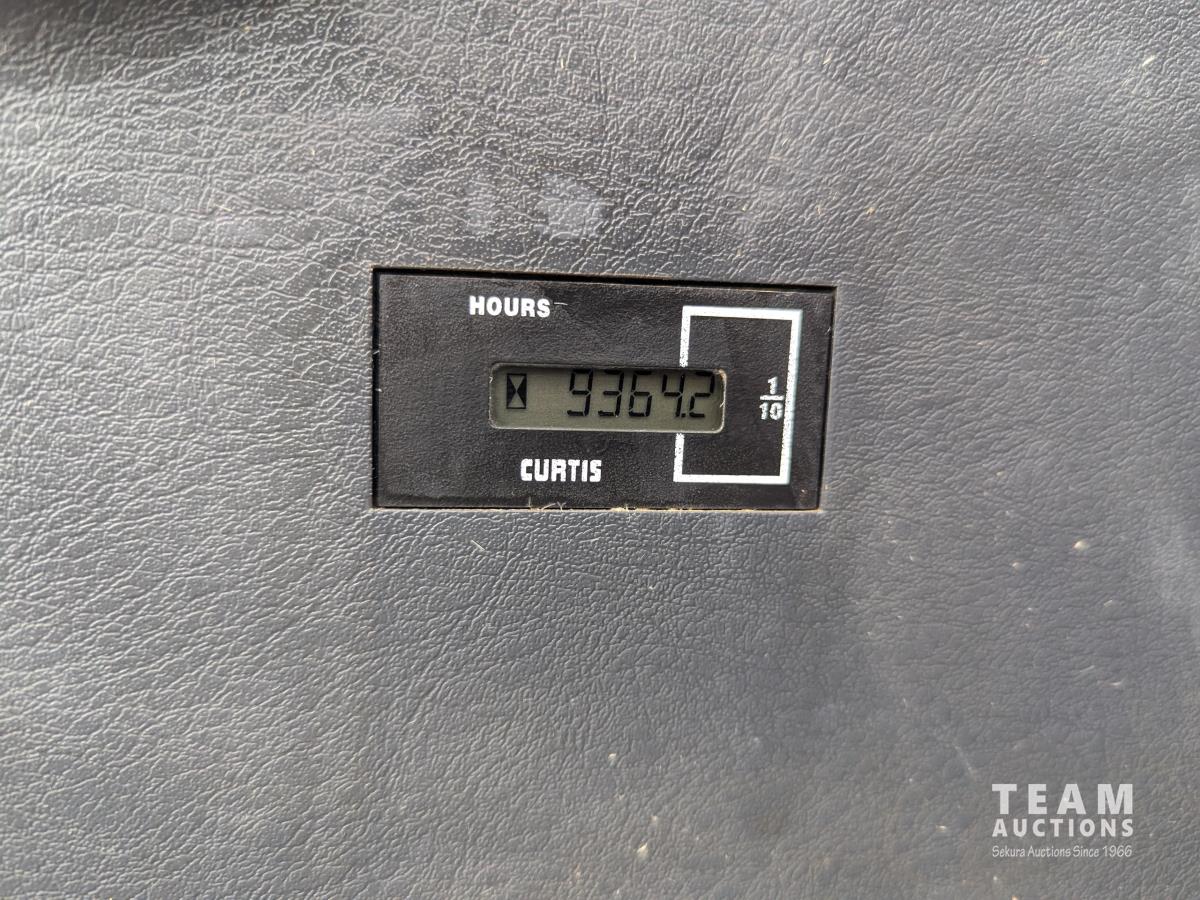 HOURS
9364.2
1
10
CURTIS
TEAM
AUCTIONS
Sekura Auctions Since 1966